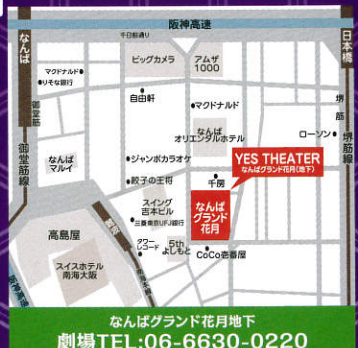 阪神高速
千日前通り
なんば
日本橋
ビッグカメラ
アムザ
1000
マクドナルド
りそな銀行
自由軒
マクドナルド
御堂筋
堺筋
なんば
オリエンタルホテル
ローソン
なんば
マルイ
ジャンボカラオケ
YES THEATER
なんばグランド花月(地下)
御堂筋線
堺筋線
餃子の王将
千房
スイング
吉本ビル
なんば
グランド
花月
三菱東京UFJ銀行
高島屋
タワー
レコード
5th
よしもと
CoCo壱番屋
スイスホテル
南海大阪
なんばグランド花月地下
劇場TEL:06-6630-0220